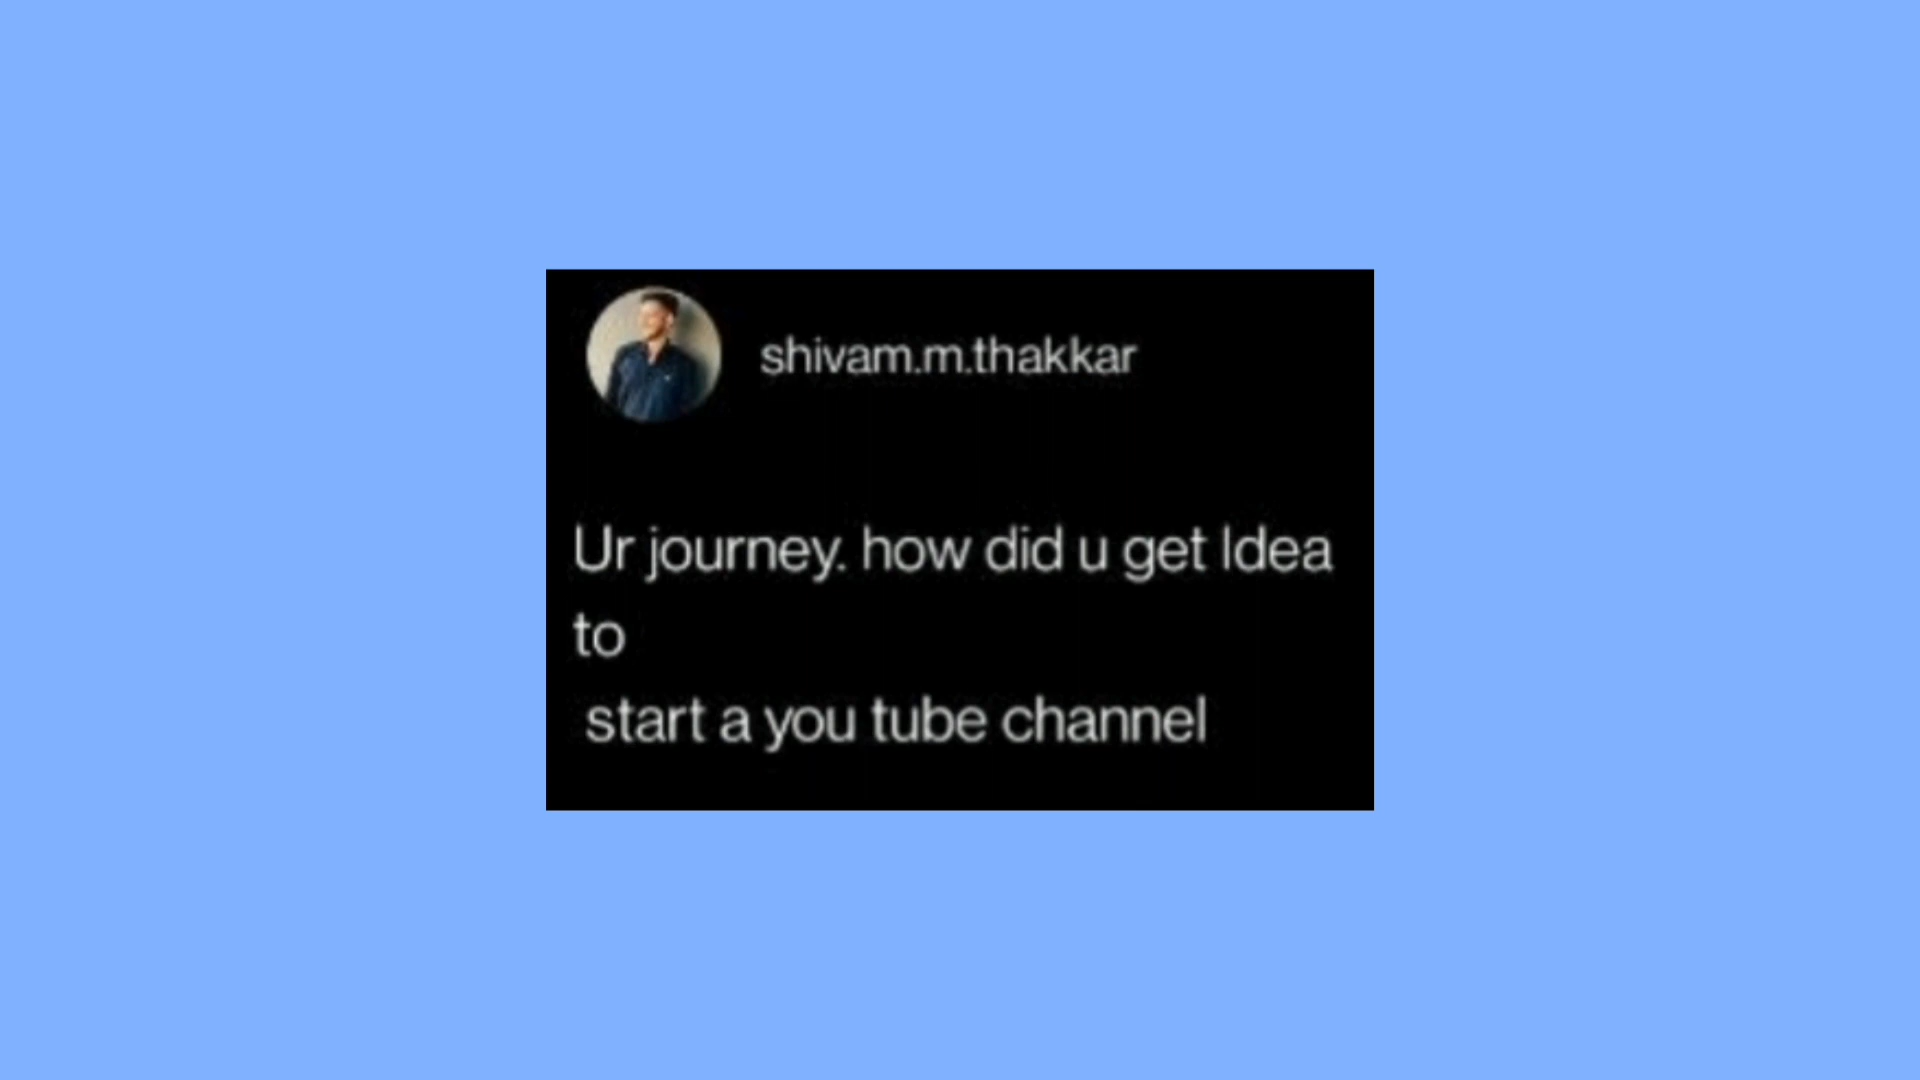 shivam.m.thakkar
Ur journey. how did u get Idea
to
start a you tube channel